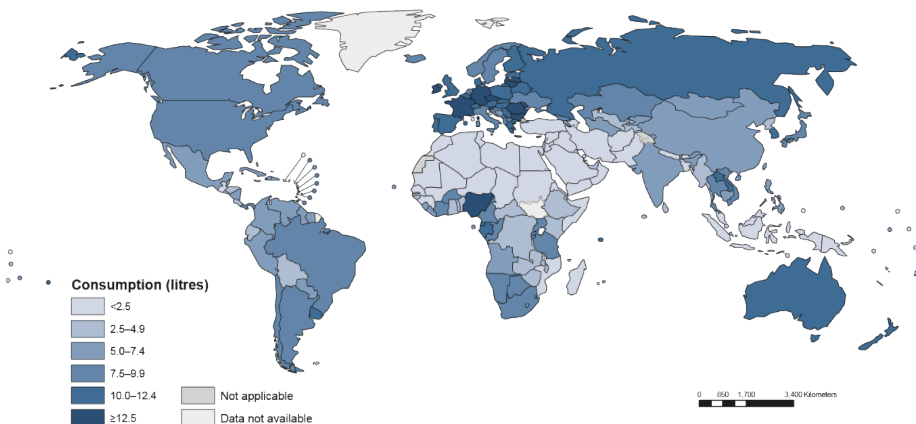 Consumption (litres)
<2.5
2.5–4.9
5.0–7.4
7.5–9.9
10.0–12.4
≥12.5
Not applicable
Data not available
0 850 1,700 3,400 Kilometers